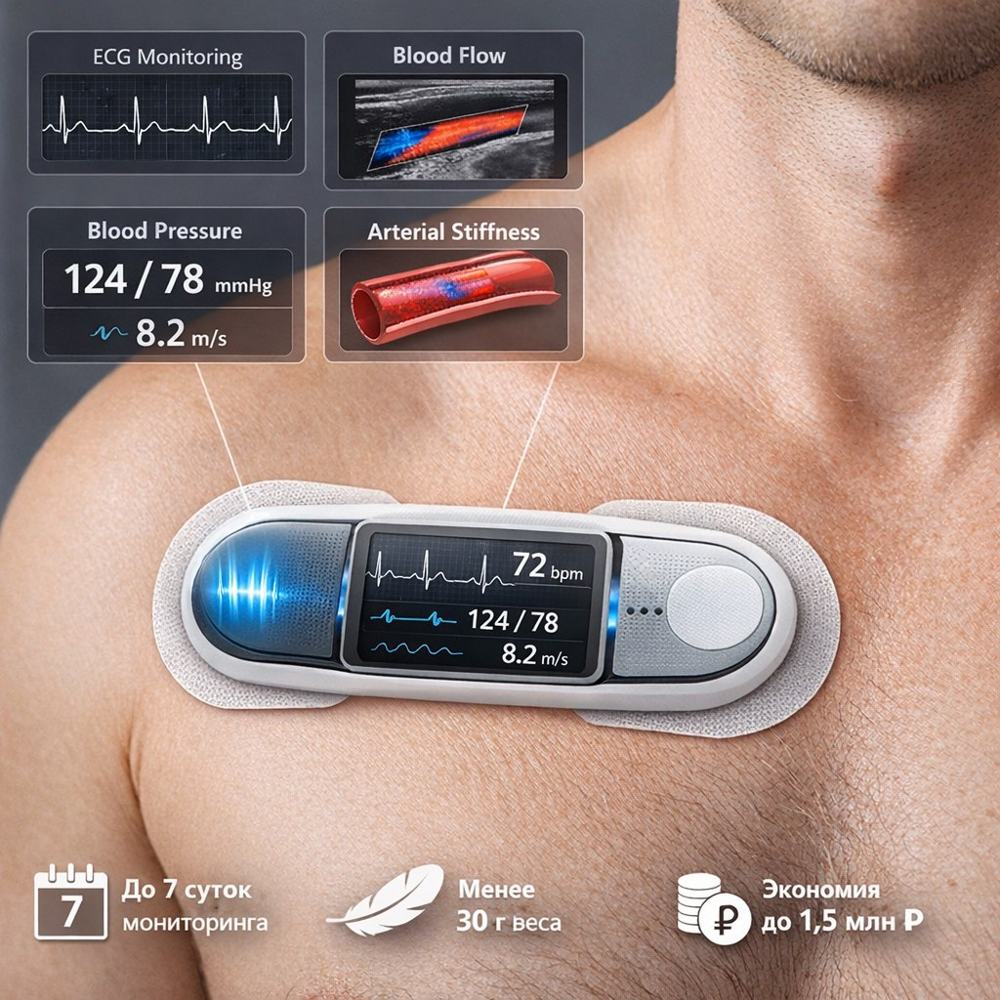 ECG Monitoring
Blood Flow
Blood Pressure
124 / 78 mmHg
8.2 m/s
Arterial Stiffness
72 bpm
124 / 78
8.2 m/s
7
До 7 суток
мониторинга
Менее
30 г веса
₽
Экономия
до 1,5 млн ₽